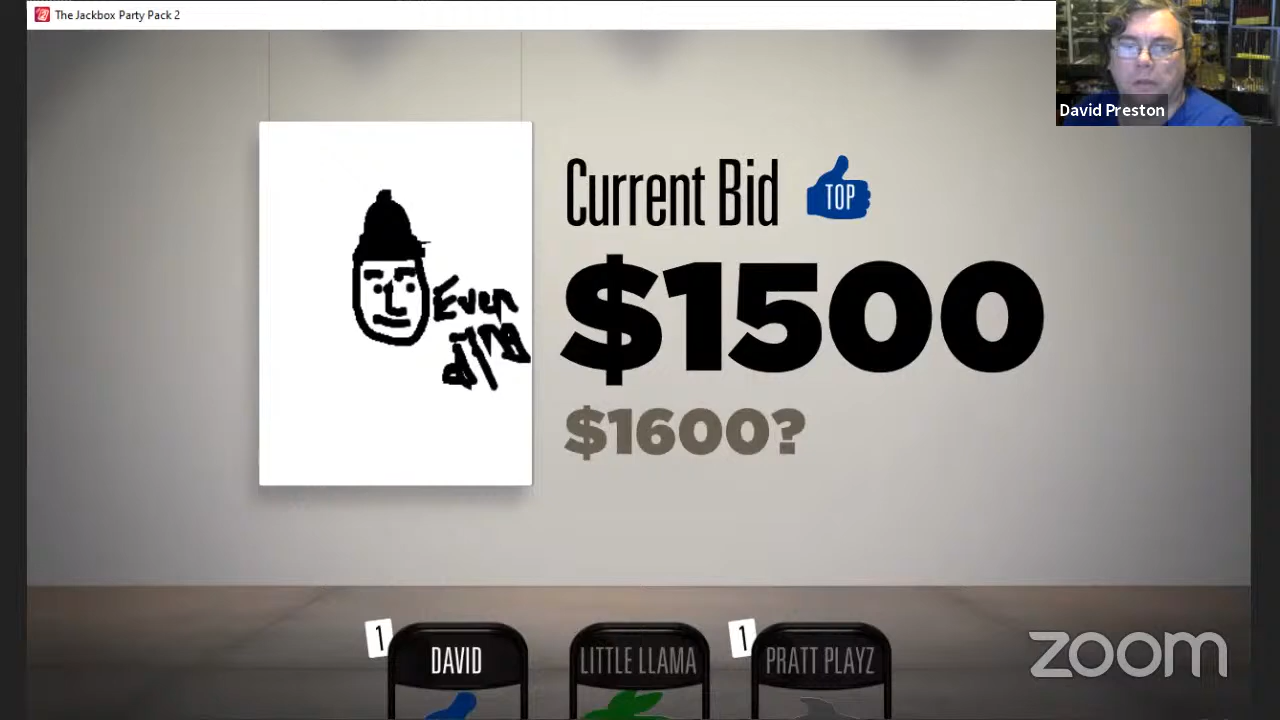 The Jackbox Party Pack 2
David Preston
Current Bid
TOP
$1500
$1600?
Even
1
DAVID
LITTLE LLAMA
1
PRATT PLAYZ
zoom